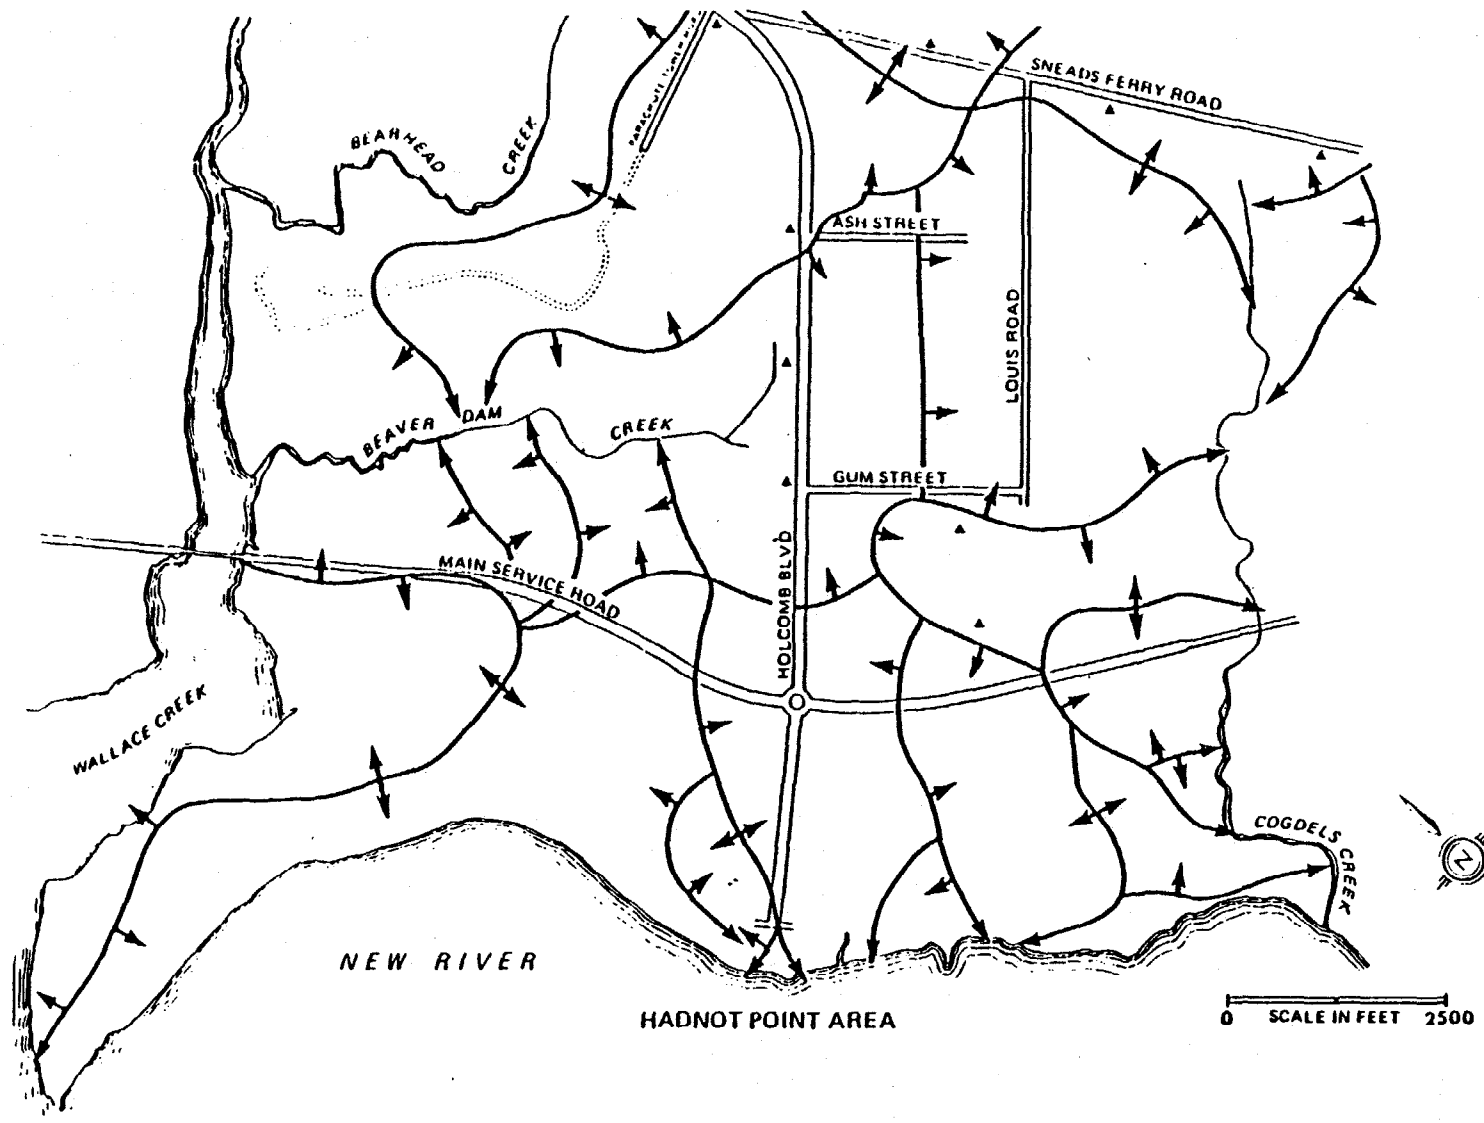 SNEADS FERRY ROAD
BEARHEAD
CREEK
ASH STREET
LOUIS ROAD
BEAVER DAM
CREEK
GUM STREET
MAIN SERVICE ROAD
HOLCOMB BLVD
WALLACE CREEK
COGDELS
CREEK
N
NEW RIVER
HADNOT POINT AREA
0 SCALE IN FEET 2500